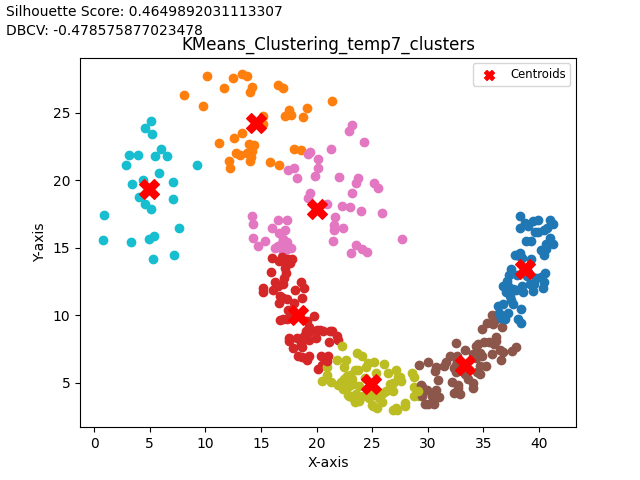 Silhouette Score: 0.4649892031113307
DBCV: -0.478575877023478
KMeans_Clustering_temp7_clusters
Centroids
Y-axis
25
20
15
10
5
0 5 10 15 20 25 30 35 40
X-axis